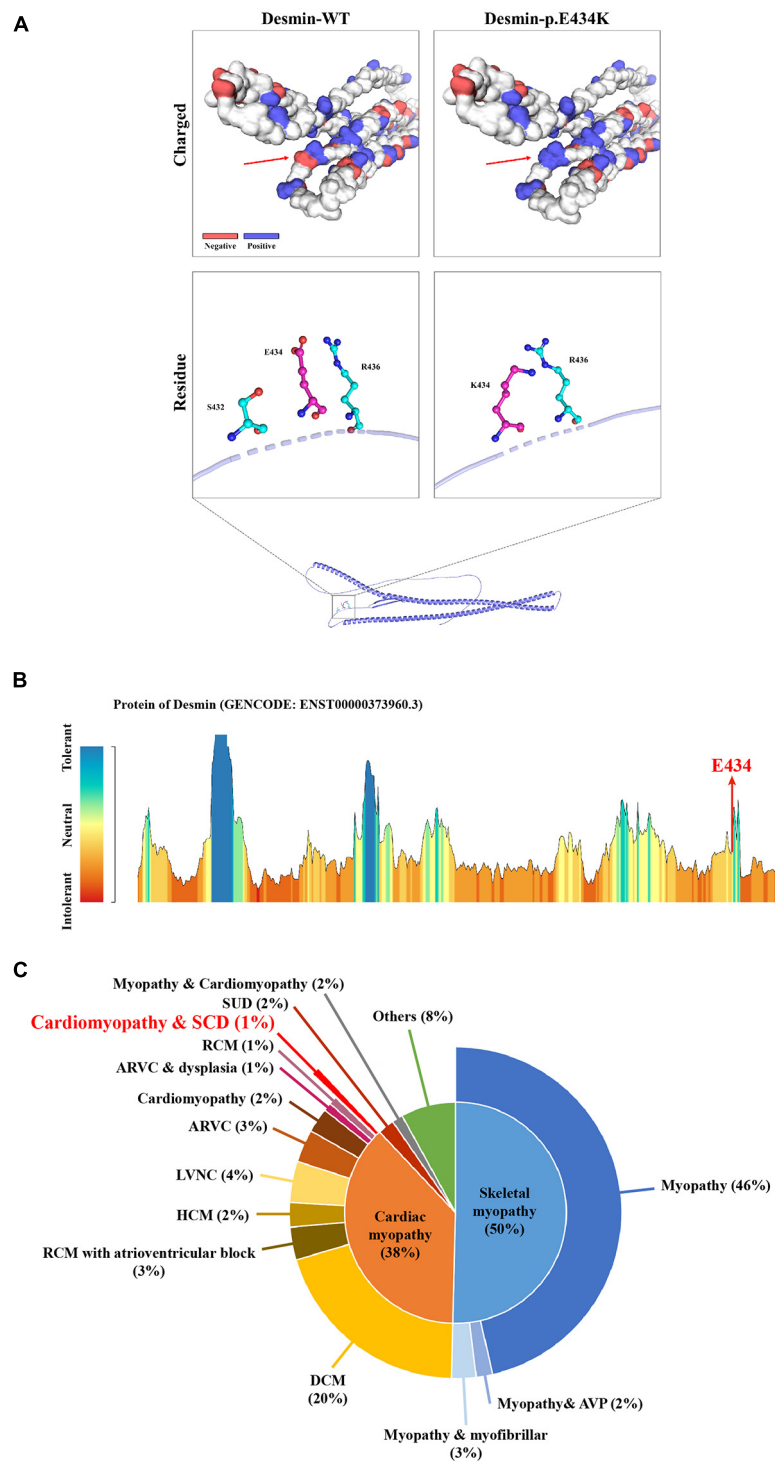 A
Desmin-WT
Desmin-p.E434K
Charged
Negative
Positive
Residue
E434
R436
S432
R436
K434
B
Protein of Desmin (GENCODE: ENST00000373960.3)
Tolerant
Neutral
Intolerant
E434
C
Myopathy & Cardiomyopathy (2%)
SUD (2%)
Cardiomyopathy & SCD (1%)
Others (8%)
RCM (1%)
ARVC & dysplasia (1%)
Cardiomyopathy (2%)
ARVC (3%)
LVNC (4%)
HCM (2%)
RCM with atrioventricular block
(3%)
Cardiac
myopathy
(38%)
Skeletal
myopathy
(50%)
Myopathy (46%)
DCM
(20%)
Myopathy& AVP (2%)
Myopathy & myofibrillar
(3%)